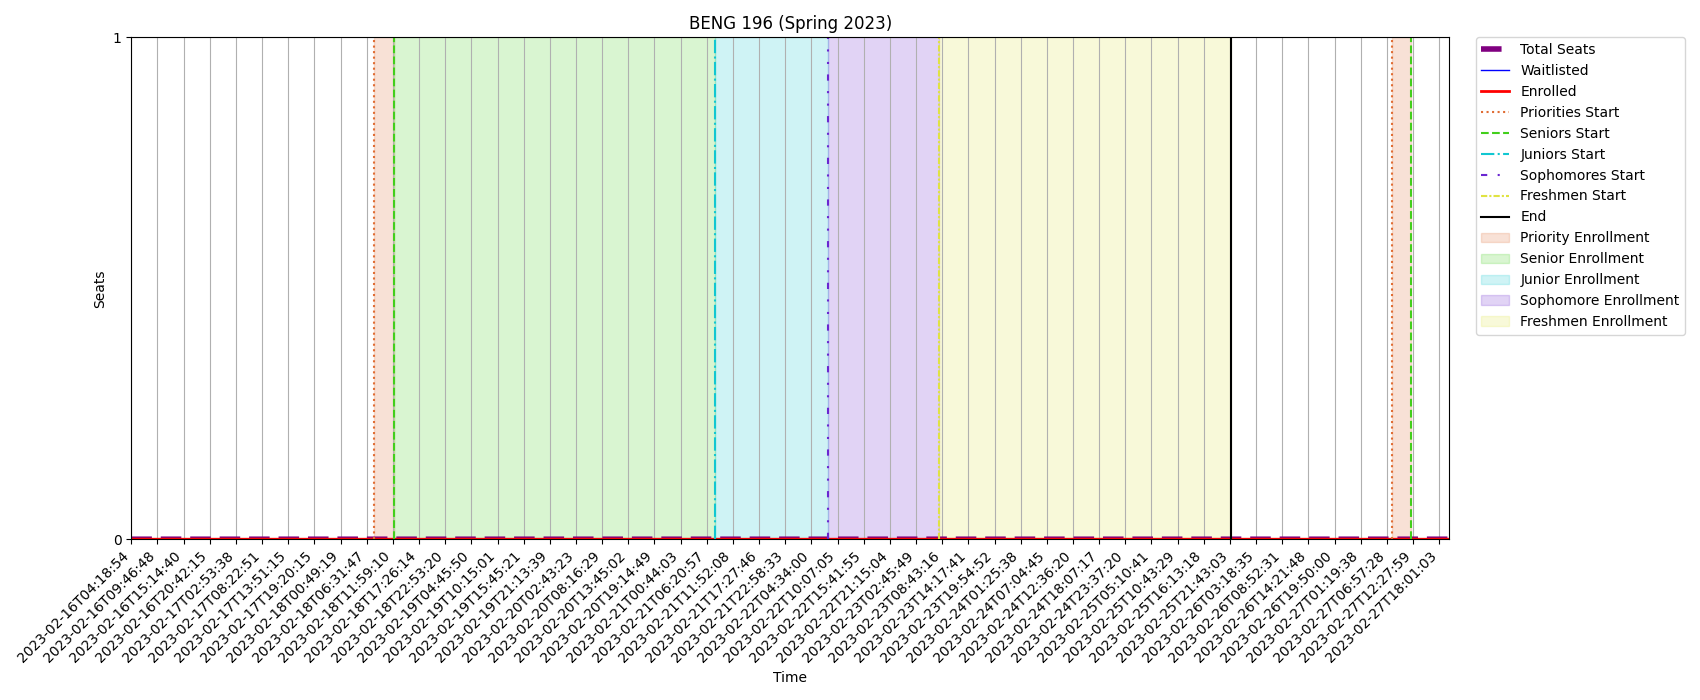 BENG 196 (Spring 2023)
1
0
Seats
2023-02-16T04:18:54
2023-02-16T09:46:48
2023-02-16T15:14:40
2023-02-16T20:42:15
2023-02-17T02:53:38
2023-02-17T08:22:51
2023-02-17T13:51:15
2023-02-17T19:20:15
2023-02-18T00:49:19
2023-02-18T06:31:47
2023-02-18T11:59:10
2023-02-18T17:26:14
2023-02-18T22:53:20
2023-02-19T04:45:50
2023-02-19T10:15:01
2023-02-19T15:45:21
2023-02-19T21:13:39
2023-02-20T02:43:23
2023-02-20T08:16:29
2023-02-20T13:45:02
2023-02-20T19:14:49
2023-02-21T00:44:03
2023-02-21T06:20:57
2023-02-21T11:52:08
2023-02-21T17:27:46
2023-02-21T22:58:33
2023-02-22T04:34:00
2023-02-22T10:07:05
2023-02-22T15:41:55
2023-02-22T21:15:04
2023-02-23T02:45:49
2023-02-23T08:43:16
2023-02-23T14:17:41
2023-02-23T19:54:52
2023-02-24T01:25:38
2023-02-24T07:04:45
2023-02-24T12:36:20
2023-02-24T18:07:17
2023-02-24T23:37:20
2023-02-25T05:10:41
2023-02-25T10:43:29
2023-02-25T16:13:18
2023-02-25T21:43:03
2023-02-26T03:18:35
2023-02-26T08:52:31
2023-02-26T14:21:48
2023-02-26T19:50:00
2023-02-27T01:19:38
2023-02-27T06:57:28
2023-02-27T12:27:59
2023-02-27T18:01:03
Time
Total Seats
Waitlisted
Enrolled
Priorities Start
Seniors Start
Juniors Start
Sophomores Start
Freshmen Start
End
Priority Enrollment
Senior Enrollment
Junior Enrollment
Sophomore Enrollment
Freshmen Enrollment